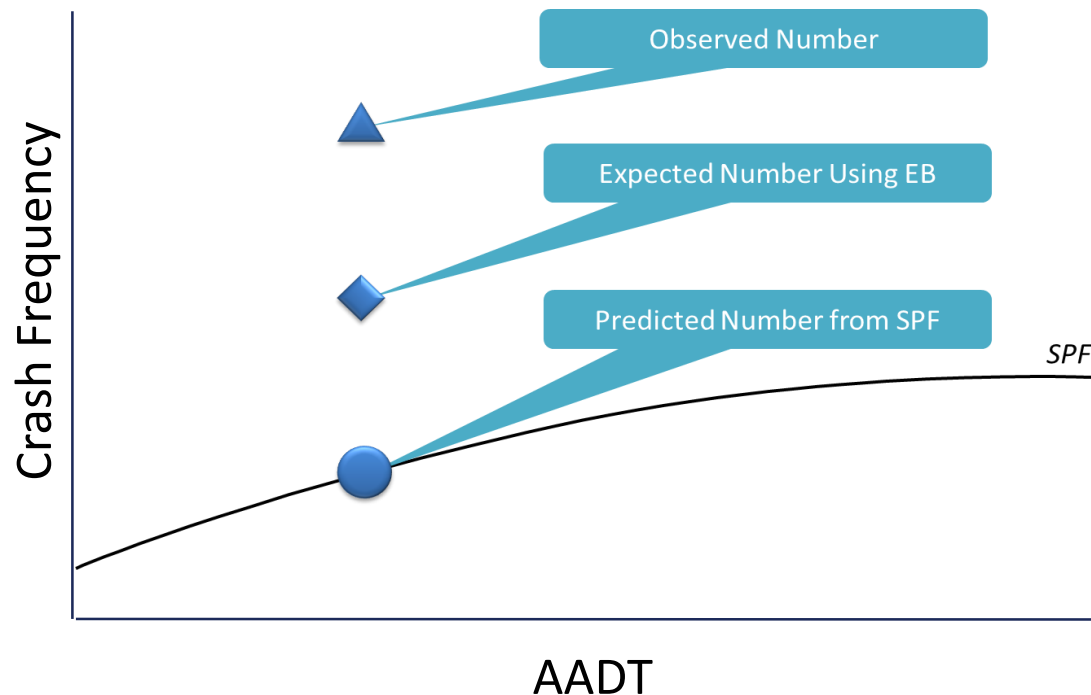 Observed Number
Expected Number Using EB
Predicted Number from SPF
SPF
Crash Frequency
AADT